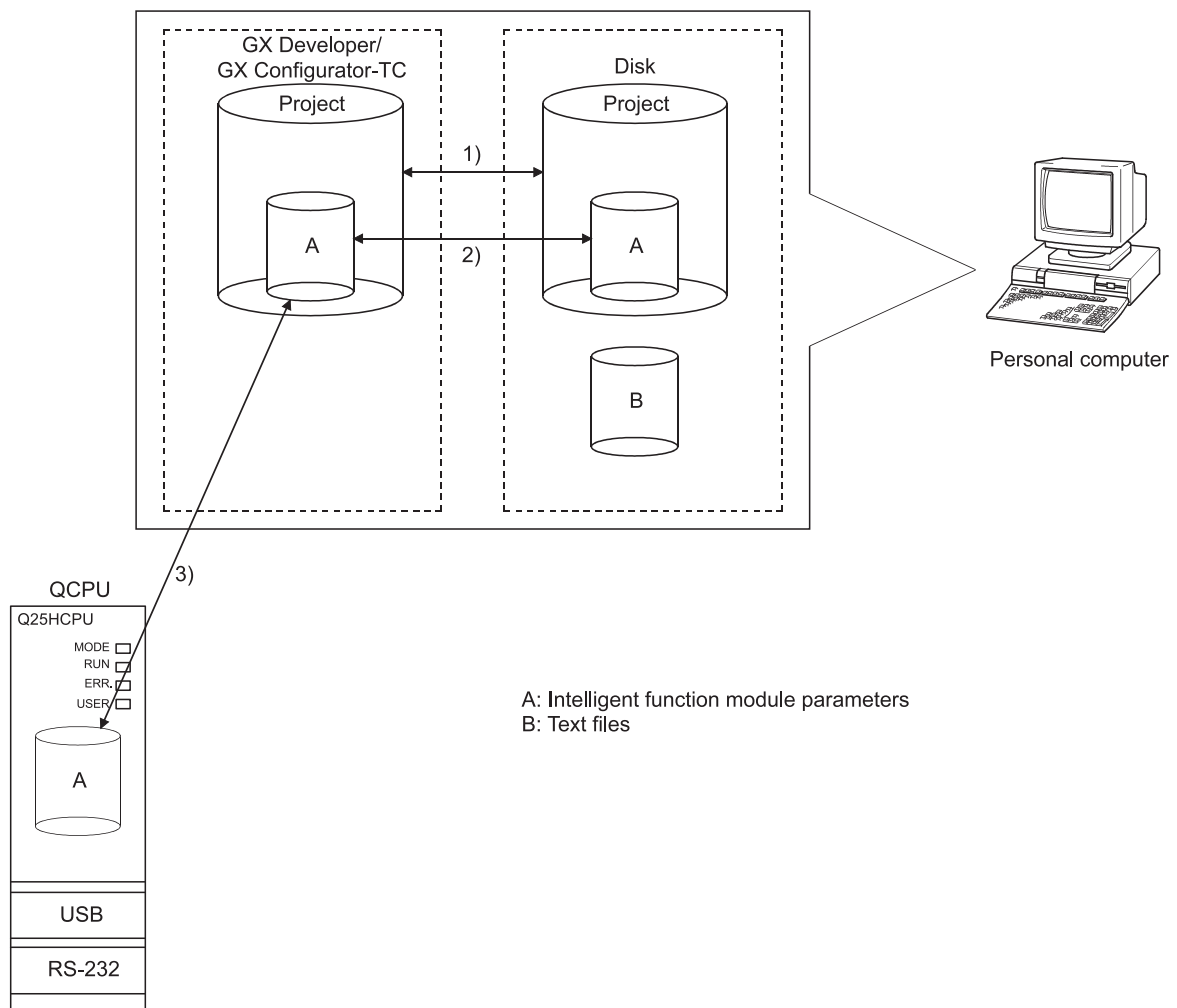 GX Developer/
GX Configurator-TC
Project
A
Disk
Project
A
B
1)
2)
Personal computer
3)
QCPU
Q25HCPU
MODE
RUN
ERR.
USER
A
USB
RS-232
A: Intelligent function module parameters
B: Text files